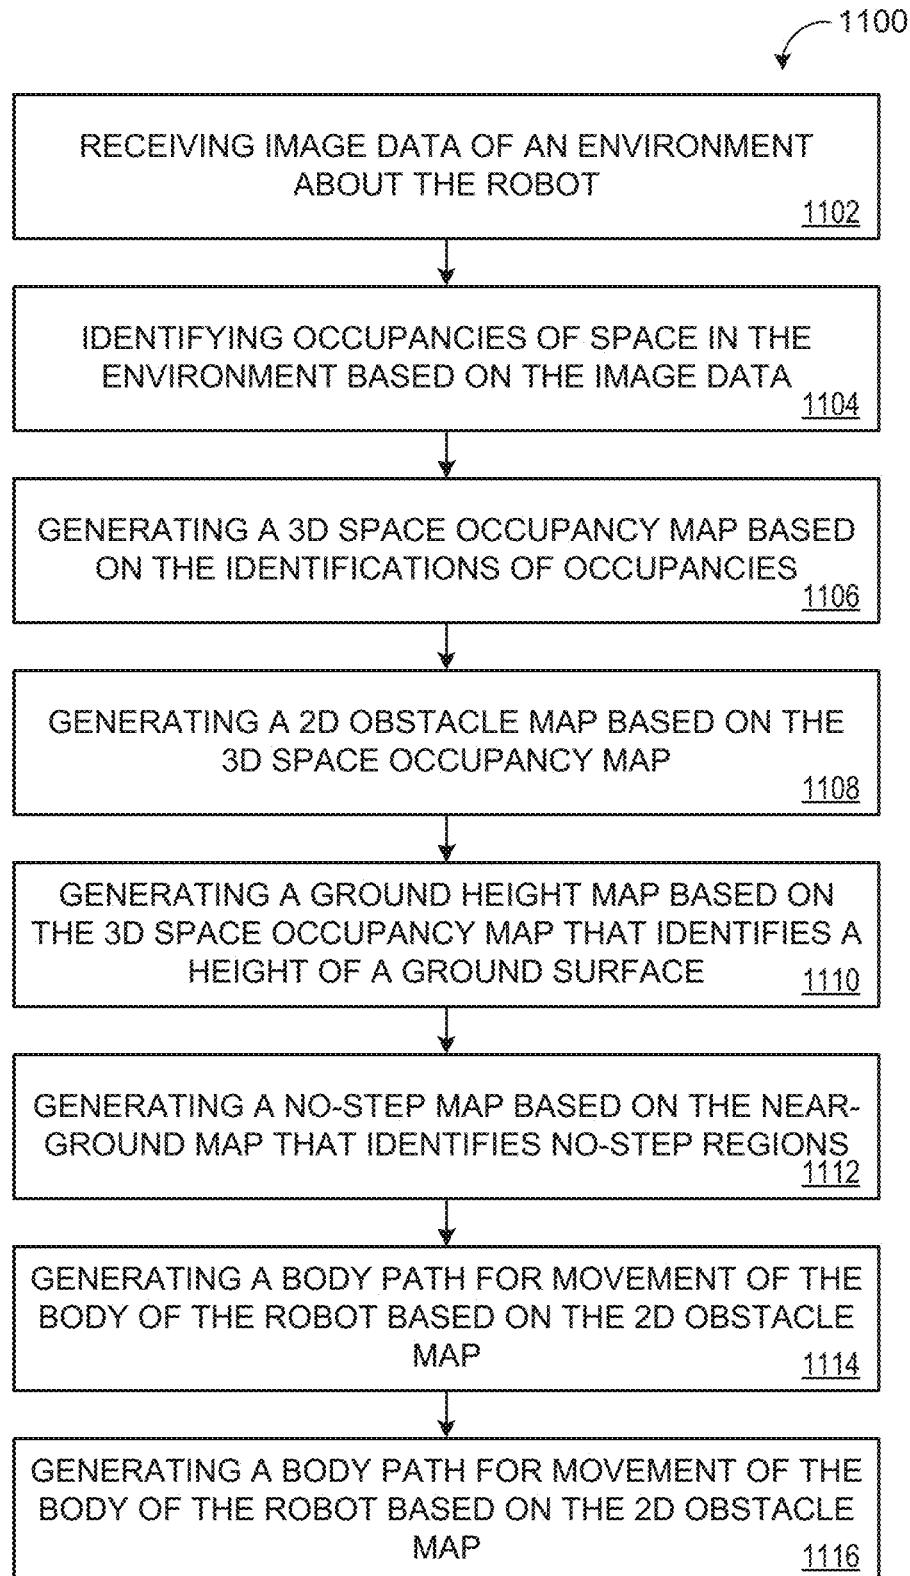 1100
RECEIVING IMAGE DATA OF AN ENVIRONMENT
ABOUT THE ROBOT
1102
IDENTIFYING OCCUPANCIES OF SPACE IN THE
ENVIRONMENT BASED ON THE IMAGE DATA
1104
GENERATING A 3D SPACE OCCUPANCY MAP BASED
ON THE IDENTIFICATIONS OF OCCUPANCIES
1106
GENERATING A 2D OBSTACLE MAP BASED ON THE
3D SPACE OCCUPANCY MAP
1108
GENERATING A GROUND HEIGHT MAP BASED ON
THE 3D SPACE OCCUPANCY MAP THAT IDENTIFIES A
HEIGHT OF A GROUND SURFACE
1110
GENERATING A NO-STEP MAP BASED ON THE NEAR-
GROUND MAP THAT IDENTIFIES NO-STEP REGIONS
1112
GENERATING A BODY PATH FOR MOVEMENT OF THE
BODY OF THE ROBOT BASED ON THE 2D OBSTACLE
MAP
1114
GENERATING A BODY PATH FOR MOVEMENT OF THE
BODY OF THE ROBOT BASED ON THE 2D OBSTACLE
MAP
1116